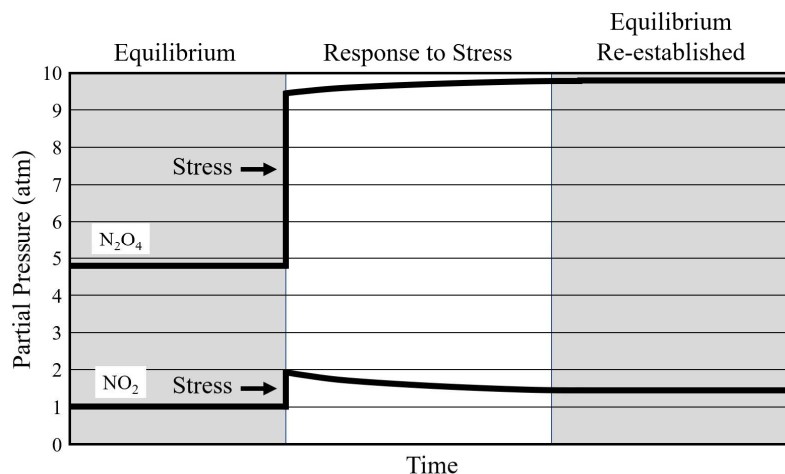 Equilibrium
Response to Stress
Equilibrium
Re-established
Partial Pressure (atm)
10
9
8
7
6
5
4
3
2
1
0
Stress
N₂O₄
NO₂
Stress
Time